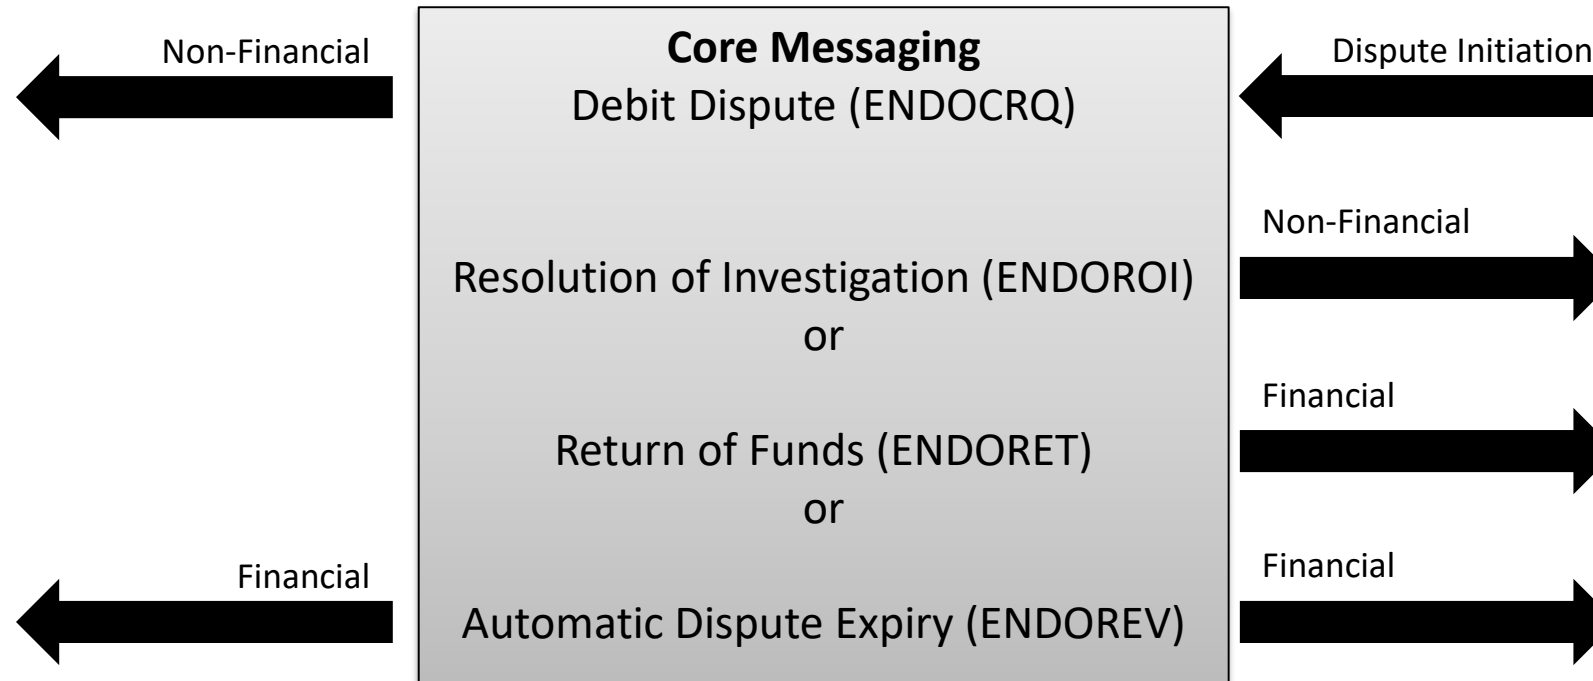 Non-Financial
Core Messaging
Dispute Initiation
Debit Dispute (ENDOCRQ)
Non-Financial
Resolution of Investigation (ENDOROI)
or
Financial
Return of Funds (ENDORET)
or
Financial
Financial
Automatic Dispute Expiry (ENDOREV)